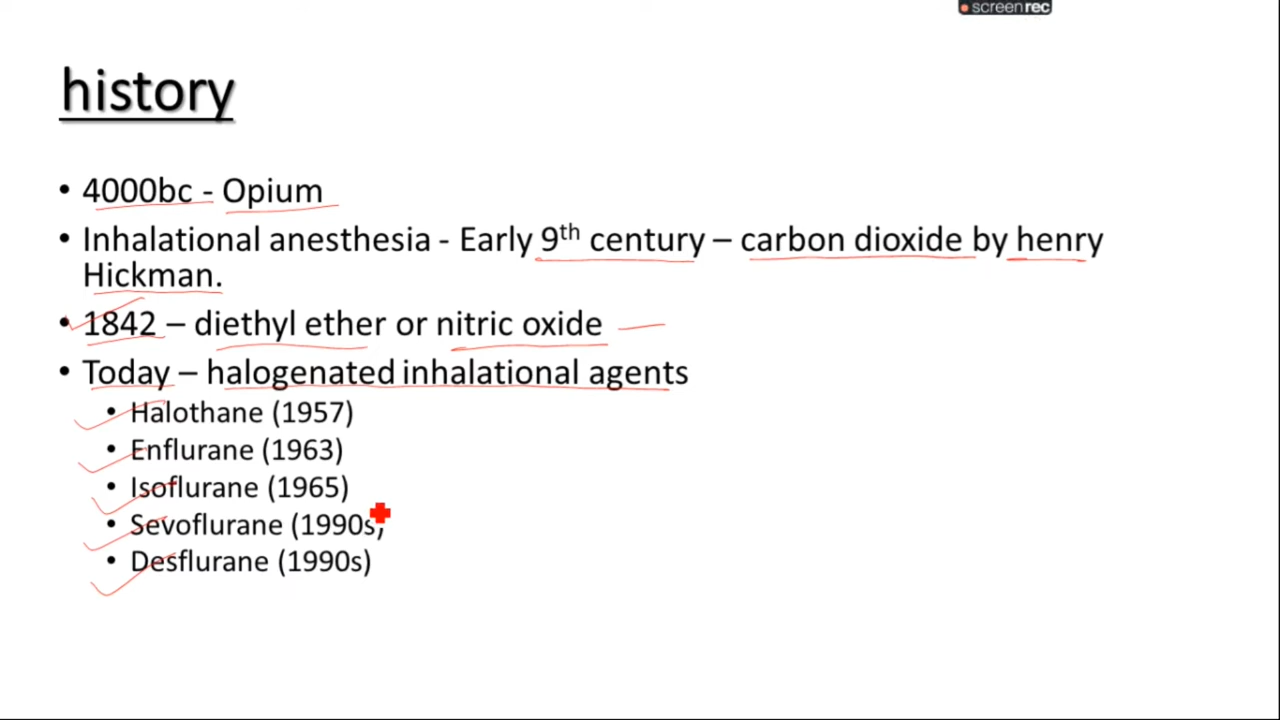 screenrec
history
• 4000bc - Opium
• Inhalational anesthesia - Early 9th century – carbon dioxide by henry
Hickman.
• 1842 – diethyl ether or nitric oxide
• Today – halogenated inhalational agents
• Halothane (1957)
• Enflurane (1963)
• Isoflurane (1965)
• Sevoflurane (1990s)
• Desflurane (1990s)